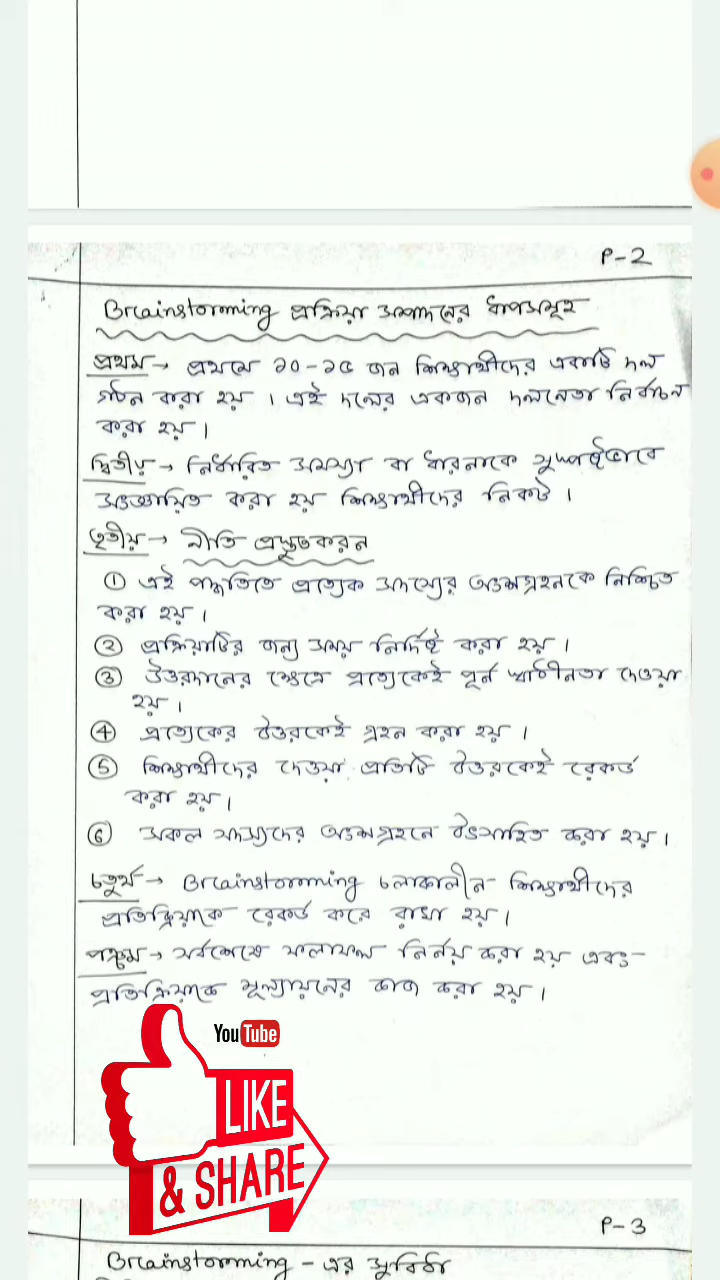 P-2
Brainstorming প্রক্রিয়া সম্পাদনের ধাপসমূহ
প্রথম → প্রথমে ১০-১৫ জন শিক্ষার্থীদের একটি দল
গঠন করা হয় । এই দলের একজন দলনেতা নির্বাচন
করা হয় ।
দ্বিতীয় → নির্ধারিত সমস্যা বা ধারনাকে সুস্পষ্টভাবে
সংজ্ঞায়িত করা হয় শিক্ষার্থীদের নিকট ।
তৃতীয় → নীতি প্রস্তুতকরন
① এই পদ্ধতিতে প্রত্যেক সদস্যের অংশগ্রহনকে নিশ্চিত
করা হয় ।
② প্রক্রিয়াটির জন্য সময় নির্দিষ্ট করা হয় ।
③ উত্তরদানের ক্ষেত্রে প্রত্যেকেই পূর্ন স্বাধীনতা দেওয়া
হয় ।
④ প্রত্যেকের উত্তরকেই গ্রহন করা হয় ।
⑤ শিক্ষার্থীদের দেওয়া প্রতিটি উত্তরকেই রেকর্ড
করা হয় ।
⑥ সকল সদস্যদের অংশগ্রহনে উৎসাহিত করা হয় ।
চতুর্থ → Brainstorming চলাকালীন শিক্ষার্থীদের
প্রতিক্রিয়াকে রেকর্ড করে রাখা হয় ।
পঞ্চম → সর্বশেষে ফলাফল নির্নয় করা হয় এবং-
প্রতিক্রিয়াকে মূল্যায়নের কাজ করা হয় ।
You Tube
LIKE
& SHARE
P-3
Brainstorming - এর সুবিধা